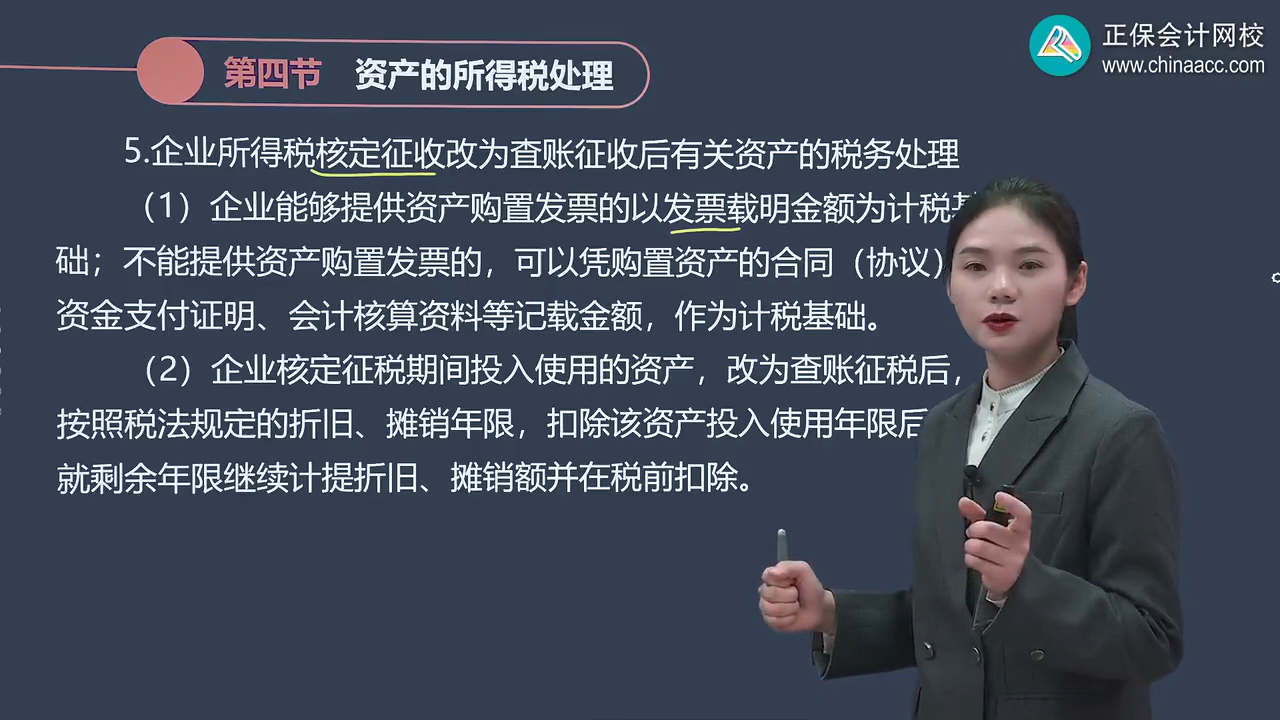 正保会计网校
www.chinaacc.com
第四节 资产的所得税处理
5.企业所得税核定征收改为查账征收后有关资产的税务处理
（1）企业能够提供资产购置发票的以发票载明金额为计税基
础；不能提供资产购置发票的，可以凭购置资产的合同（协议）
资金支付证明、会计核算资料等记载金额，作为计税基础。
（2）企业核定征税期间投入使用的资产，改为查账征税后，
按照税法规定的折旧、摊销年限，扣除该资产投入使用年限后
就剩余年限继续计提折旧、摊销额并在税前扣除。